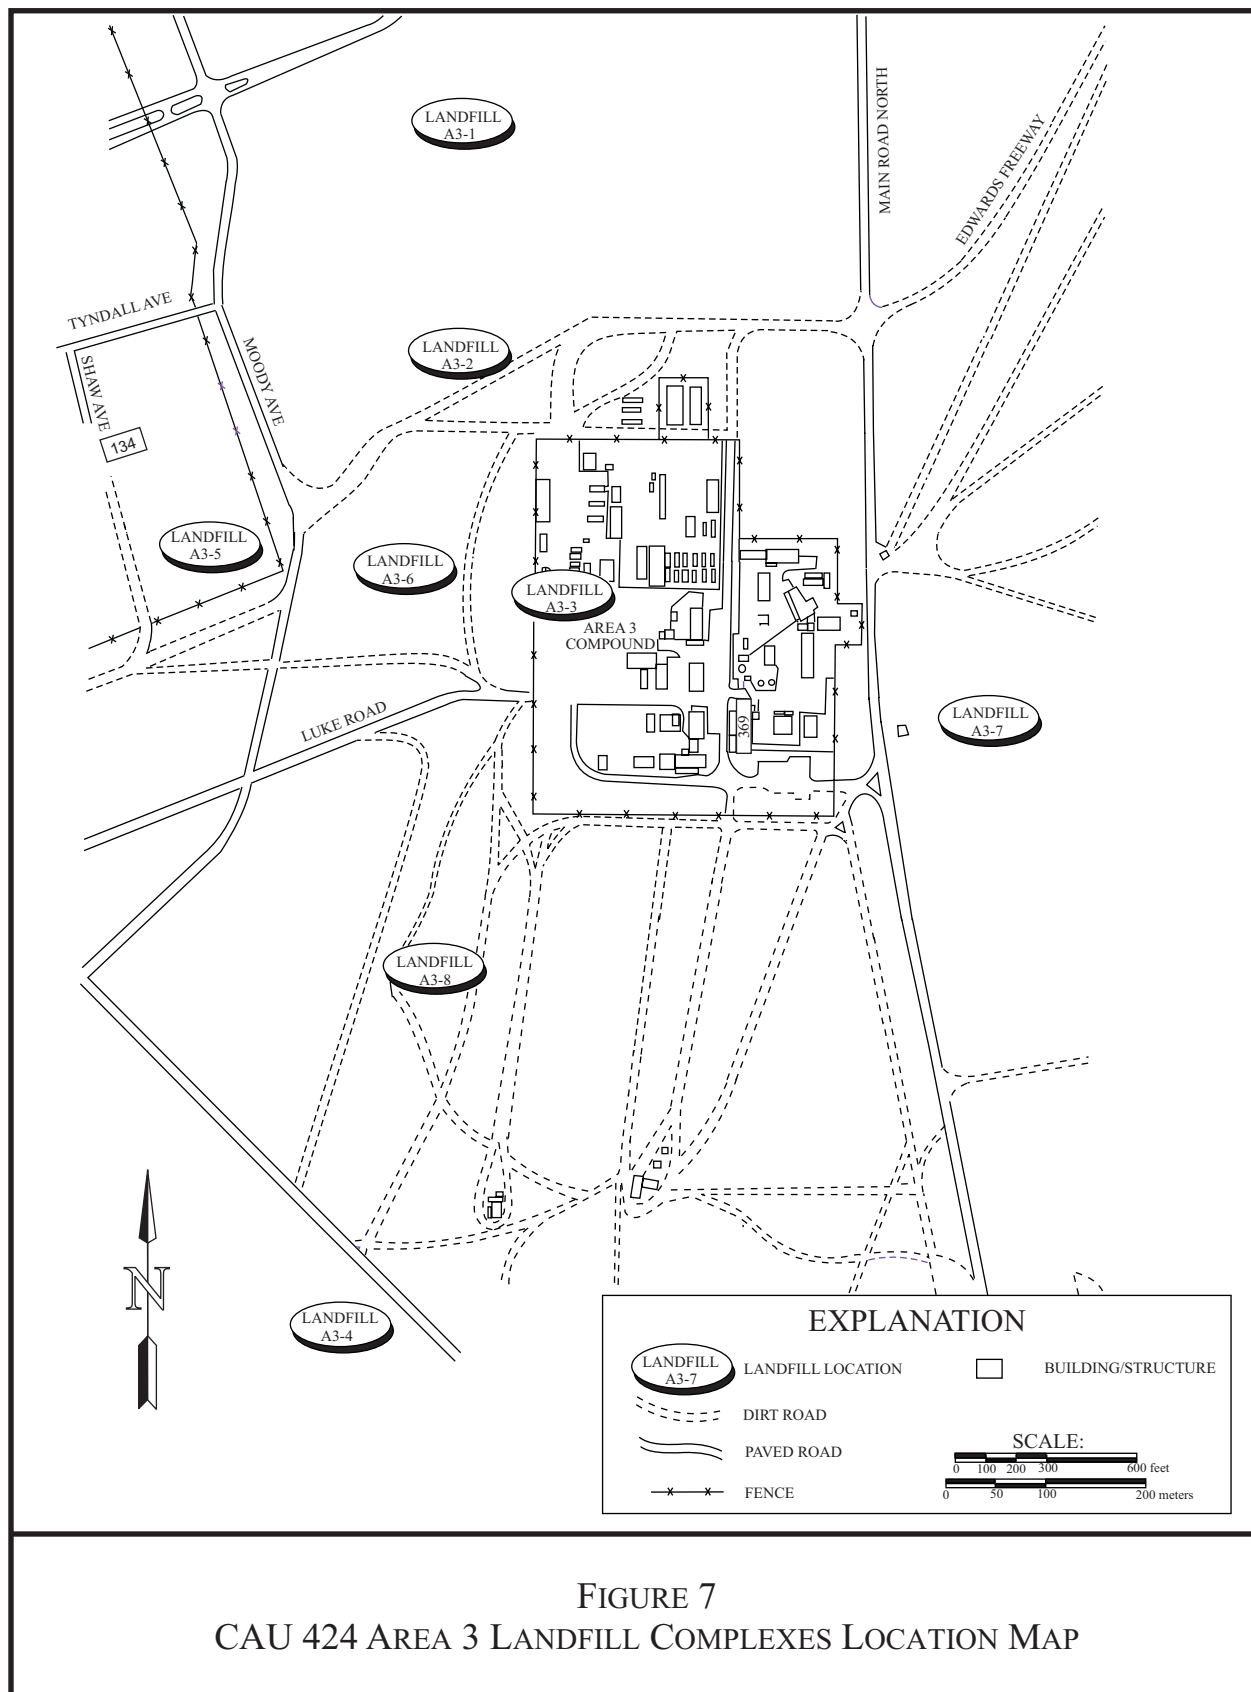 LANDFILL
A3-1
MAIN ROAD NORTH
EDWARDS FREEWAY
TYNDALL AVE
SHAW AVE
MOODY AVE
134
LANDFILL
A3-2
LANDFILL
A3-5
LANDFILL
A3-6
LANDFILL
A3-3
AREA 3
COMPOUND
LUKE ROAD
369
LANDFILL
A3-7
LANDFILL
A3-8
N
LANDFILL
A3-4
EXPLANATION
LANDFILL
A3-7
LANDFILL LOCATION
BUILDING/STRUCTURE
DIRT ROAD
PAVED ROAD
FENCE
SCALE:
0 100 200 300 600 feet
0 50 100 200 meters
FIGURE 7
CAU 424 AREA 3 LANDFILL COMPLEXES LOCATION MAP